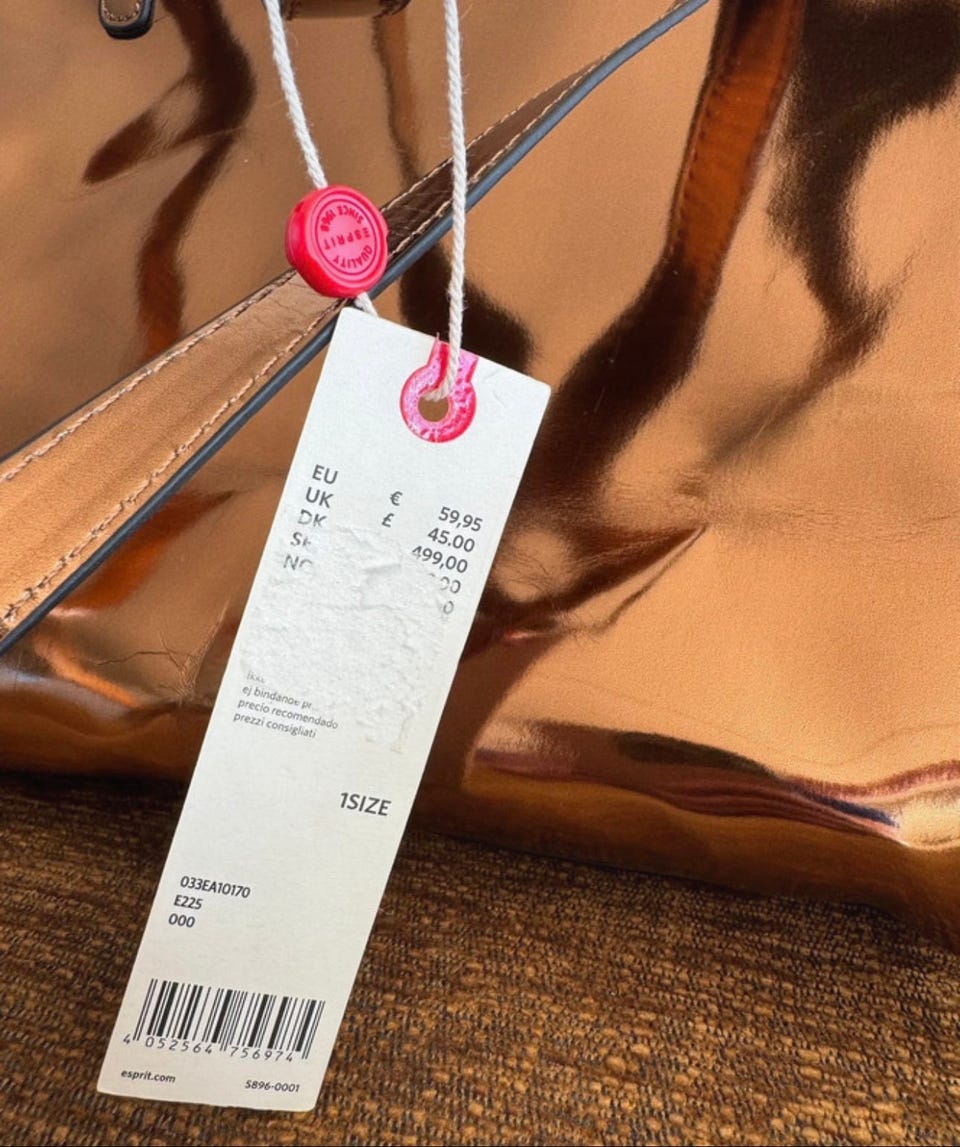 QUALITY
ESPRIT
SINCE 1968
EU € 59,95
UK £ 45.00
DK 499,00
ej bindande
precio recomendado
prezzi consigliati
1SIZE
033EA10170
E225
000
4 052564 756974
esprit.com
S896-0001